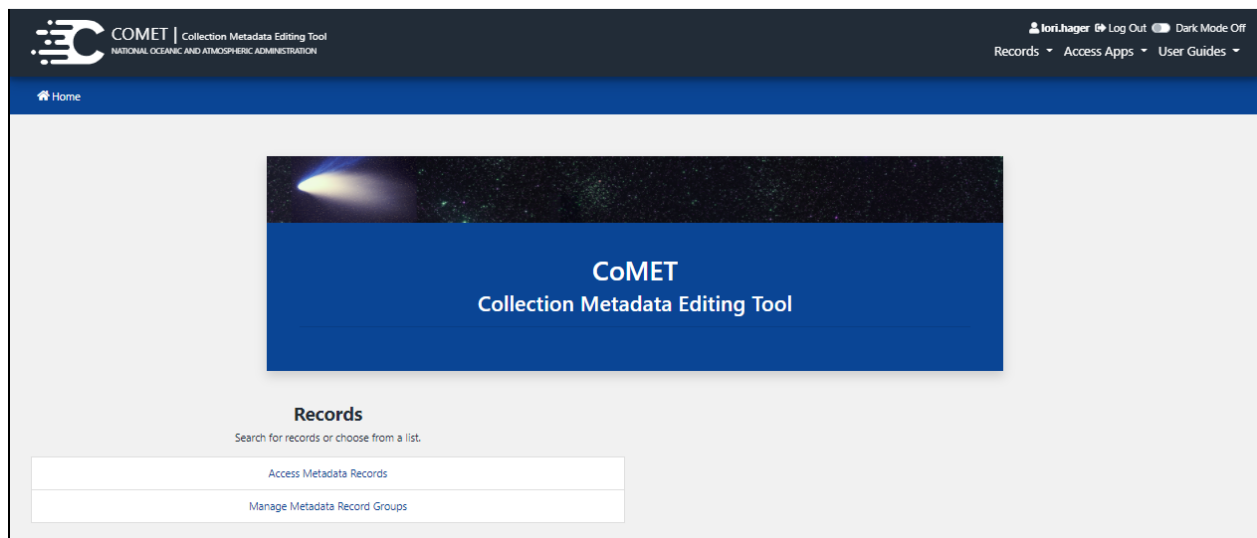 COMET | Collection Metadata Editing Tool
NATIONAL OCEANIC AND ATMOSPHERIC ADMINISTRATION
lori.hager Log Out Dark Mode Off
Records Access Apps User Guides
Home
CoMET
Collection Metadata Editing Tool
Records
Search for records or choose from a list.
Access Metadata Records
Manage Metadata Record Groups